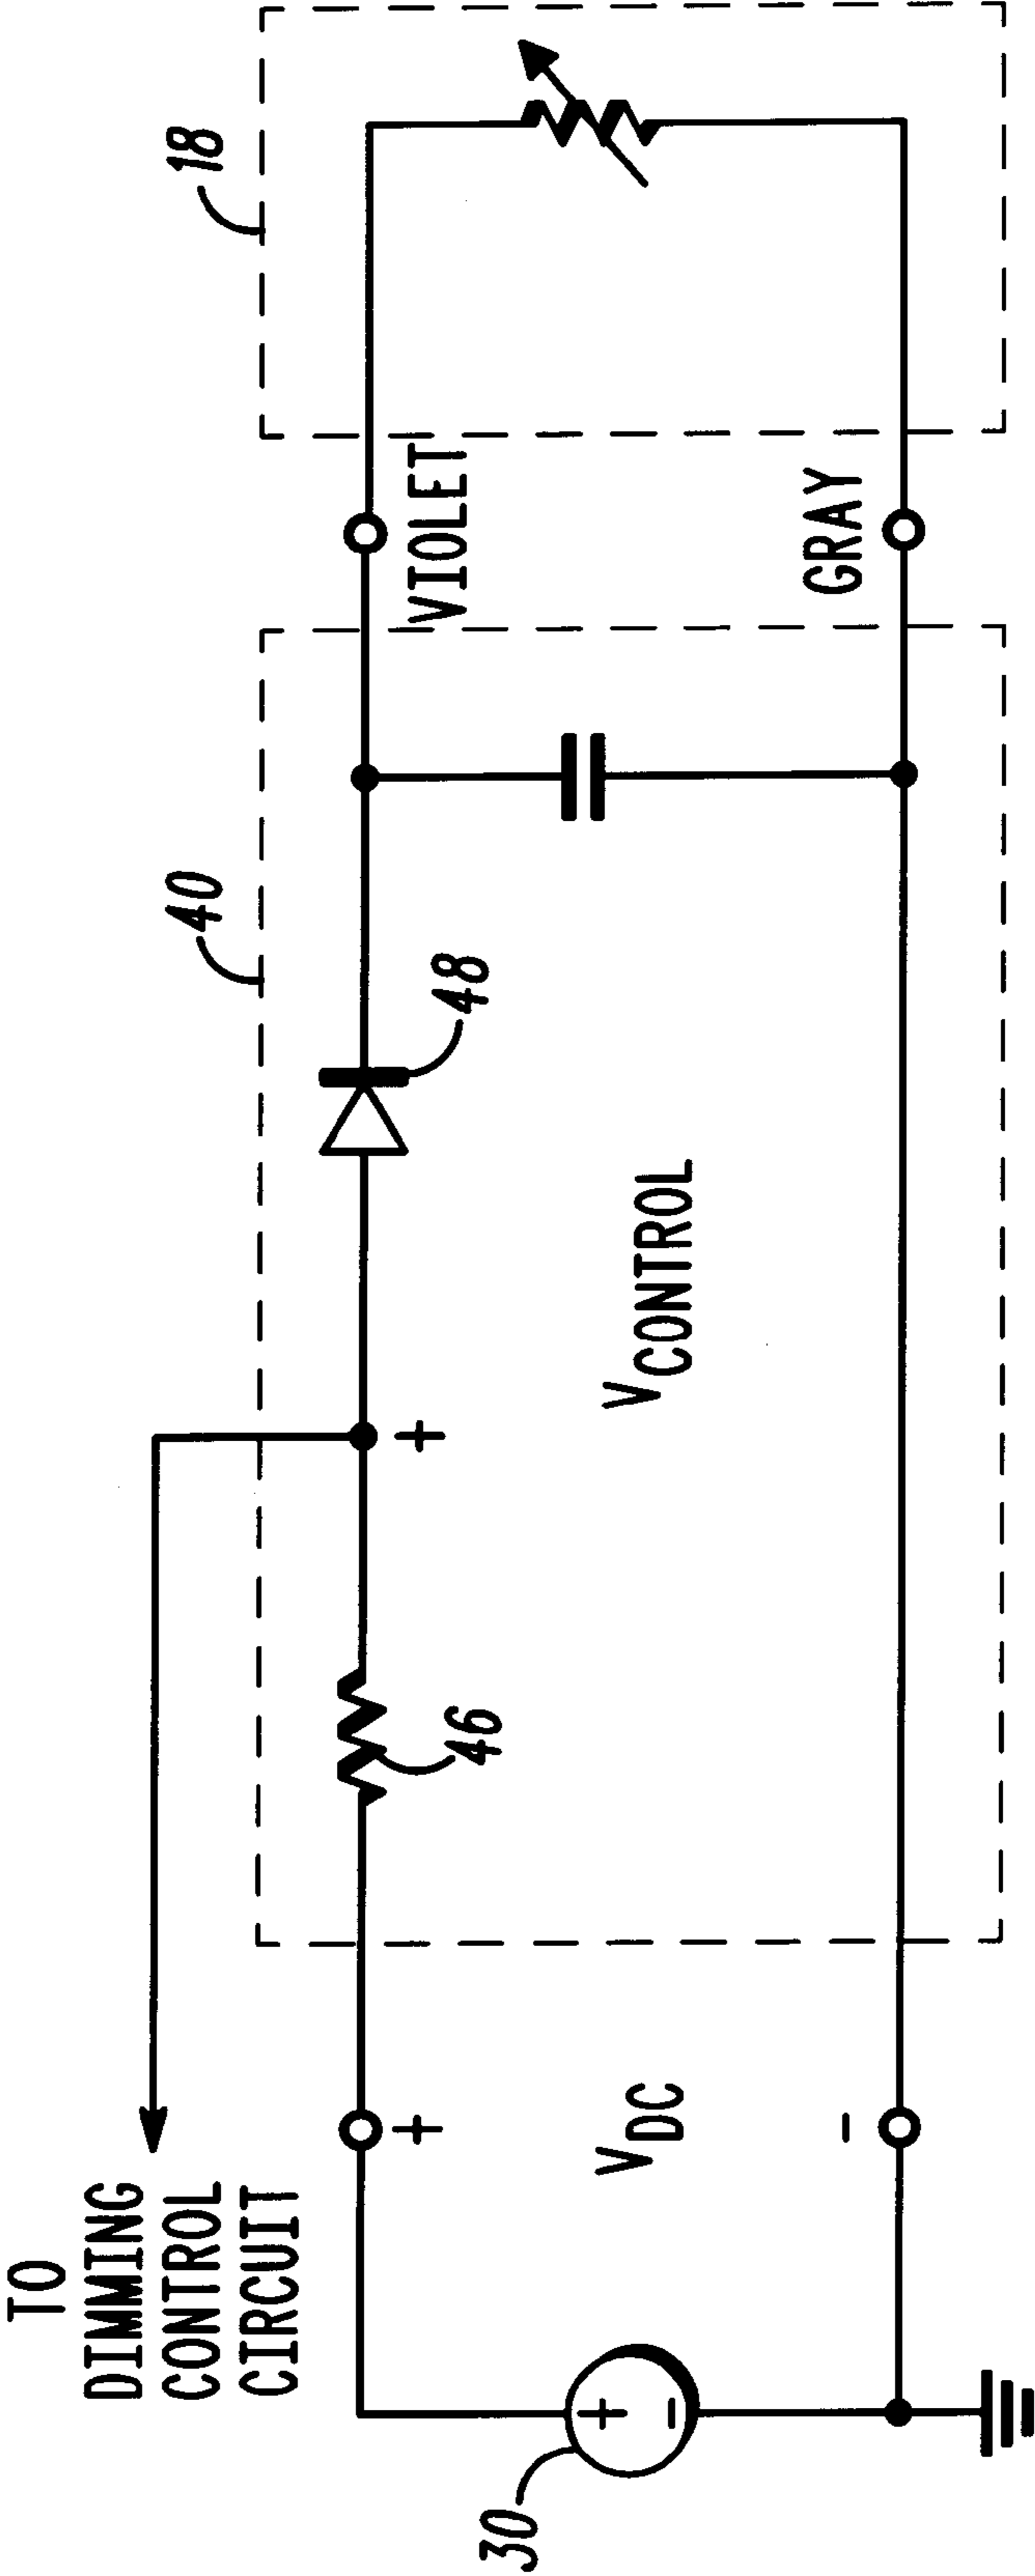 TO
DIMMING
CONTROL
CIRCUIT
40
18
+
48
VIOLET
46
+
VCONTROL
VDC
30
+
-
-
GRAY